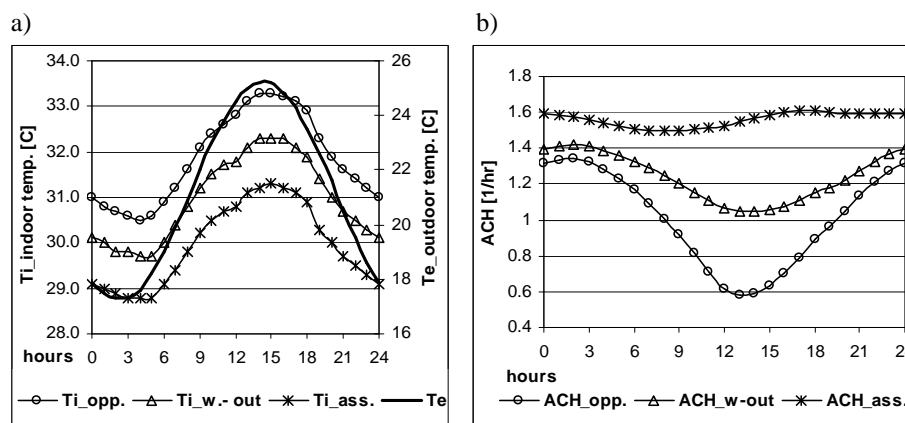 a)
b)
Ti_indoor temp. [C]
34.0
33.0
32.0
31.0
30.0
29.0
28.0
26
24
22
20
18
16
Te_outdoor temp. [C]
0 3 6 9 12 15 18 21 24
hours
Ti_opp. Ti_w.- out Ti_ass. Te
ACH [1/hr]
1.8
1.6
1.4
1.2
1
0.8
0.6
0.4
0 3 6 9 12 15 18 21 24
hours
ACH_opp. ACH_w-out ACH_ass.